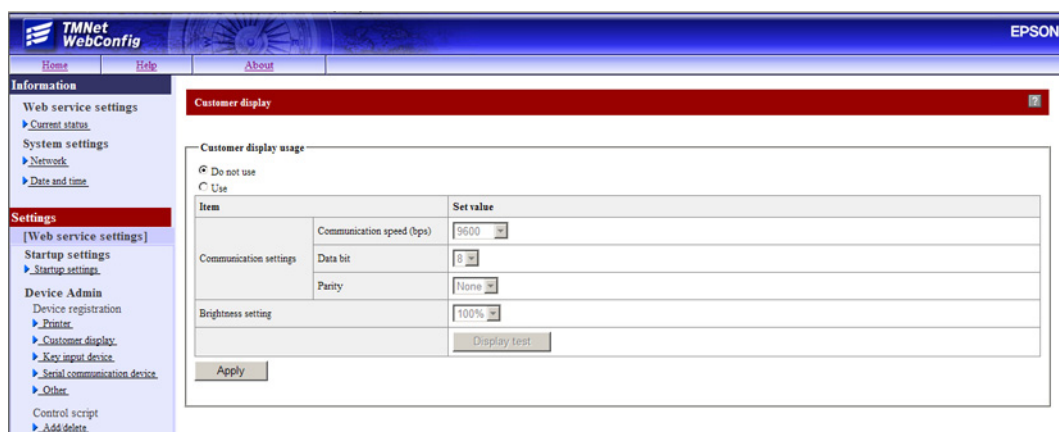 TMNet
WebConfig
EPSON
Home Help About
Information
Web service settings
Current status
System settings
Network
Date and time
Settings
[Web service settings]
Startup settings
Startup settings
Device Admin
Device registration
Printer
Customer display
Key input device
Serial communication device
Other
Control script
Add/delete
Customer display ?
Customer display usage
Do not use
Use
Item Set value
Communication settings
Communication speed (bps) 9600
Data bit 8
Parity None
Brightness setting 100%
Display test
Apply